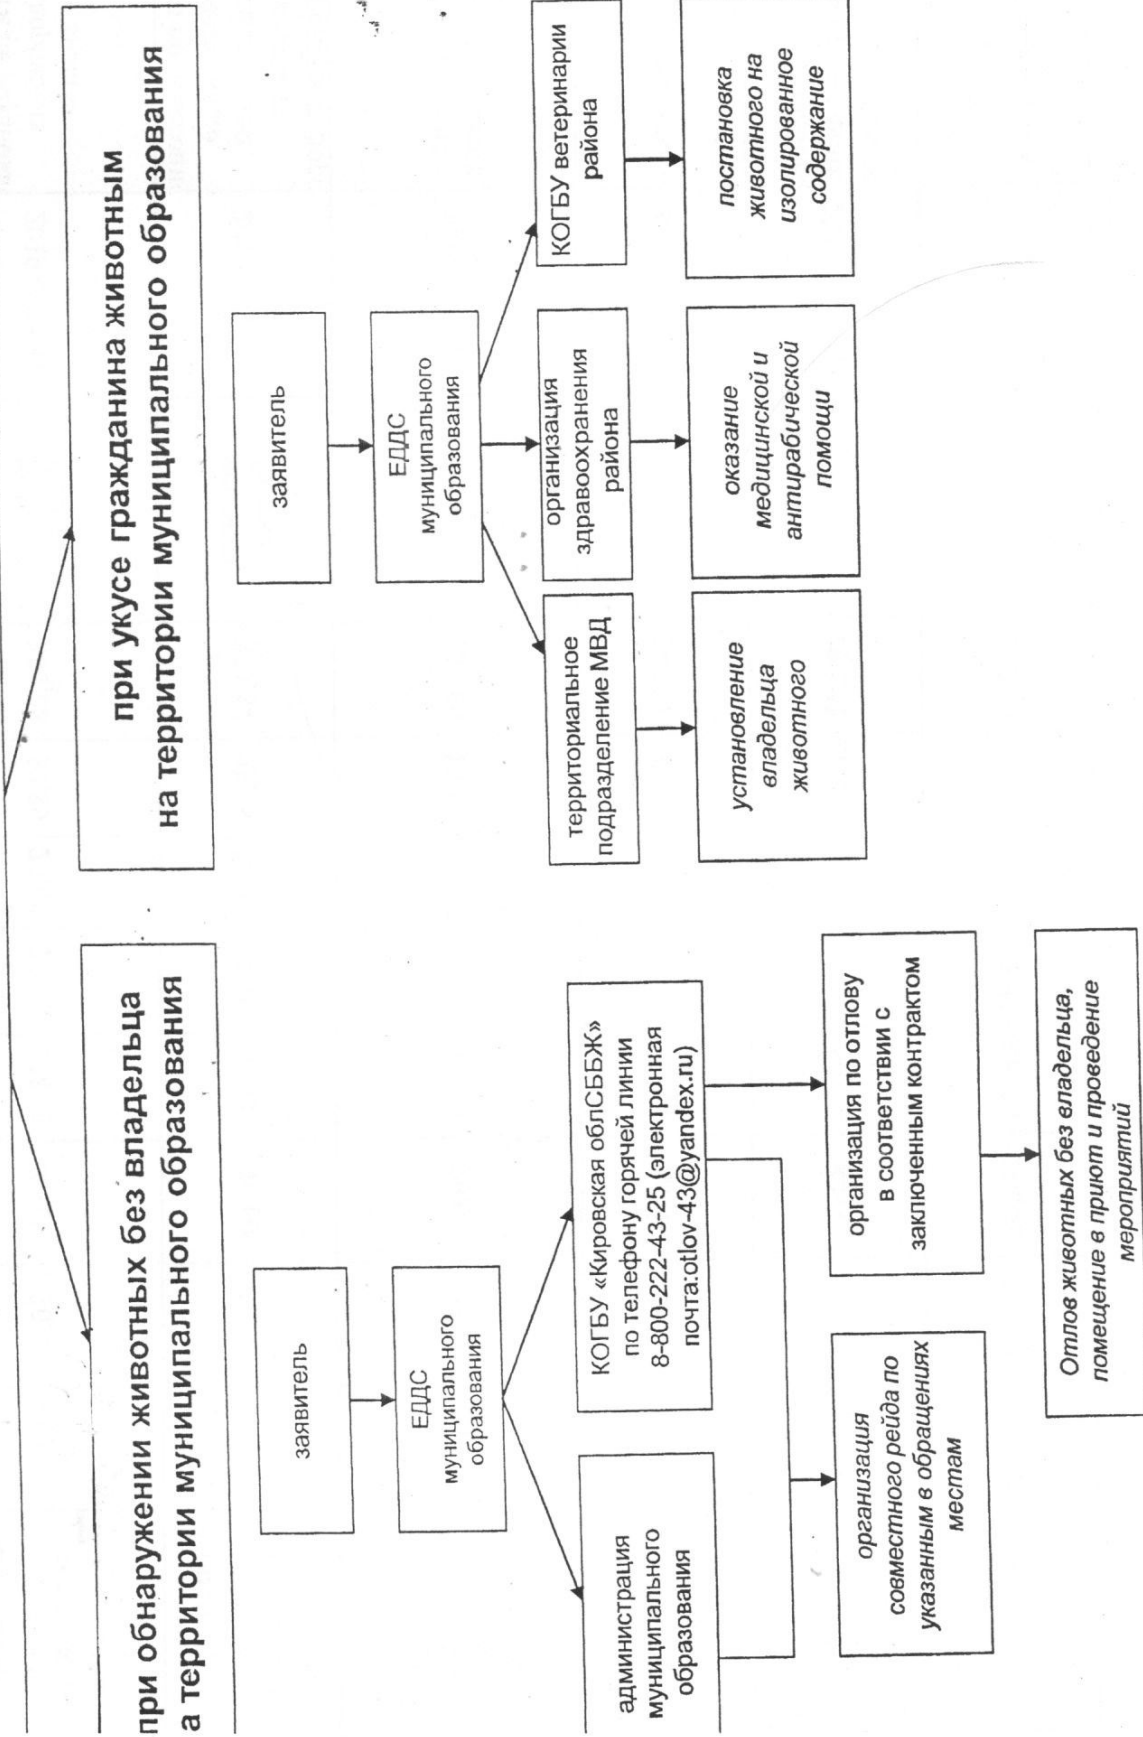 при обнаружении животных без владельца
а территории муниципального образования
заявитель
ЕДДС
муниципального
образования
администрация
муниципального
образования
КОГБУ «Кировская облСББЖ»
по телефону горячей линии
8-800-222-43-25 (электронная
почта:otlov-43@yandex.ru)
организация
совместного рейда по
указанным в обращениях
местам
организация по отлову
в соответствии с
заключенным контрактом
Отлов животных без владельца,
помещение в приют и проведение
мероприятий
при укусе гражданина животным
на территории муниципального образования
заявитель
ЕДДС
муниципального
образования
территориальное
подразделение МВД
организация
здравоохранения
района
КОГБУ ветеринарии
района
установление
владельца
животного
оказание
медицинской и
антирабической
помощи
постановка
животного на
изолированное
содержание